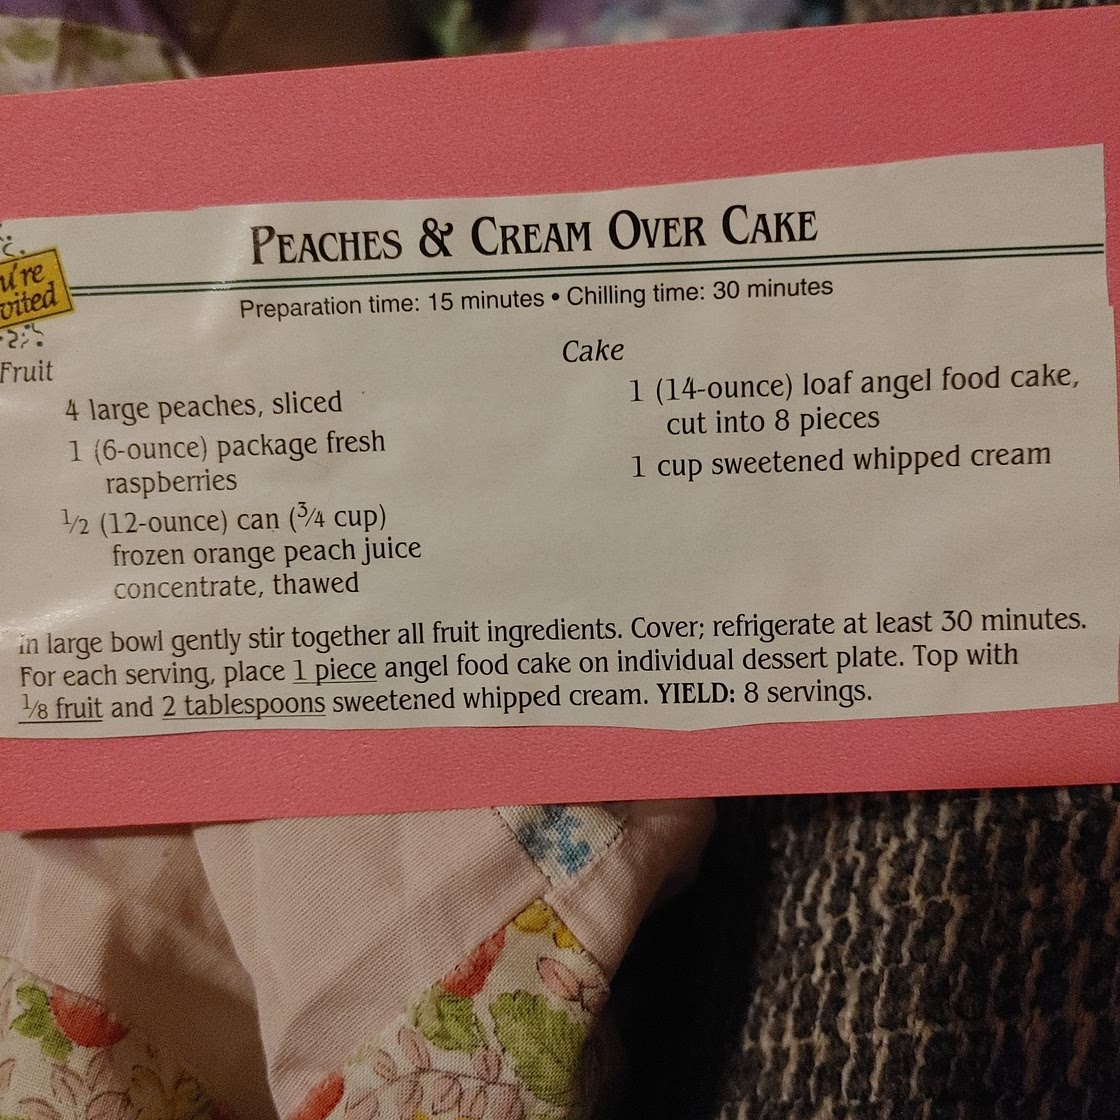 PEACHES & CREAM OVER CAKE
u're
vited
Preparation time: 15 minutes • Chilling time: 30 minutes
Fruit
4 large peaches, sliced
1 (6-ounce) package fresh
raspberries
½ (12-ounce) can (¾ cup)
frozen orange peach juice
concentrate, thawed
Cake
1 (14-ounce) loaf angel food cake,
cut into 8 pieces
1 cup sweetened whipped cream
In large bowl gently stir together all fruit ingredients. Cover; refrigerate at least 30 minutes.
For each serving, place 1 piece angel food cake on individual dessert plate. Top with
⅛ fruit and 2 tablespoons sweetened whipped cream. YIELD: 8 servings.